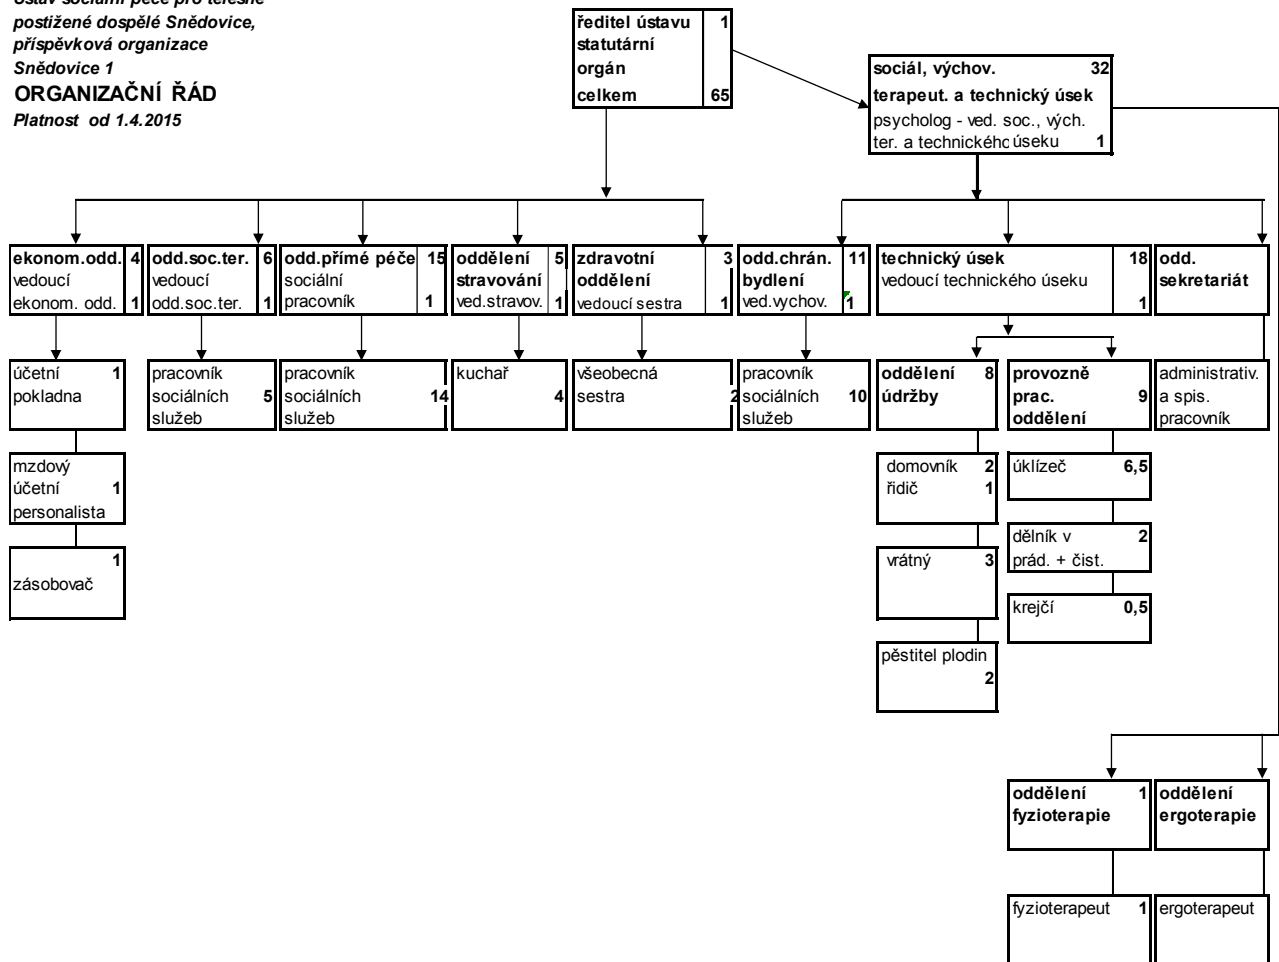 Ústav sociální péče pro tělesně
postižené dospělé Snědovice,
příspěvková organizace
Snědovice 1
ORGANIZAČNÍ ŘÁD
Platnost od 1.4.2015
ředitel ústavu 1
statutární
orgán
celkem 65
sociál, výchov. 32
terapeut. a technický úsek
psycholog - ved. soc., vých.
ter. a technickéhc úseku 1
ekonom.odd. 4
vedoucí
ekonom. odd. 1
odd.soc.ter. 6
vedoucí
odd.soc.ter. 1
odd.přímé péče 15
sociální
pracovník 1
oddělení 5
stravování
ved.stravov. 1
zdravotní 3
oddělení
vedoucí sestra 1
odd.chrán. 11
bydlení
ved.vychov. 1
technický úsek 18
vedoucí technického úseku
1
odd.
sekretariát
účetní 1
pokladna
pracovník
sociálních 5
služeb
pracovník
sociálních 14
služeb
kuchař
4
všeobecná
sestra 2
pracovník
sociálních 10
služeb
oddělení 8
údržby
provozně
prac. 9
oddělení
administrativ.
a spis.
pracovník
mzdový
účetní 1
personalista
domovník 2
řidič 1
úklízeč 6,5
dělník v 2
prád. + čist.
1
zásobovač
vrátný 3
krejčí 0,5
pěstitel plodin
2
oddělení 1
fyzioterapie
oddělení
ergoterapie
fyzioterapeut 1
ergoterapeut